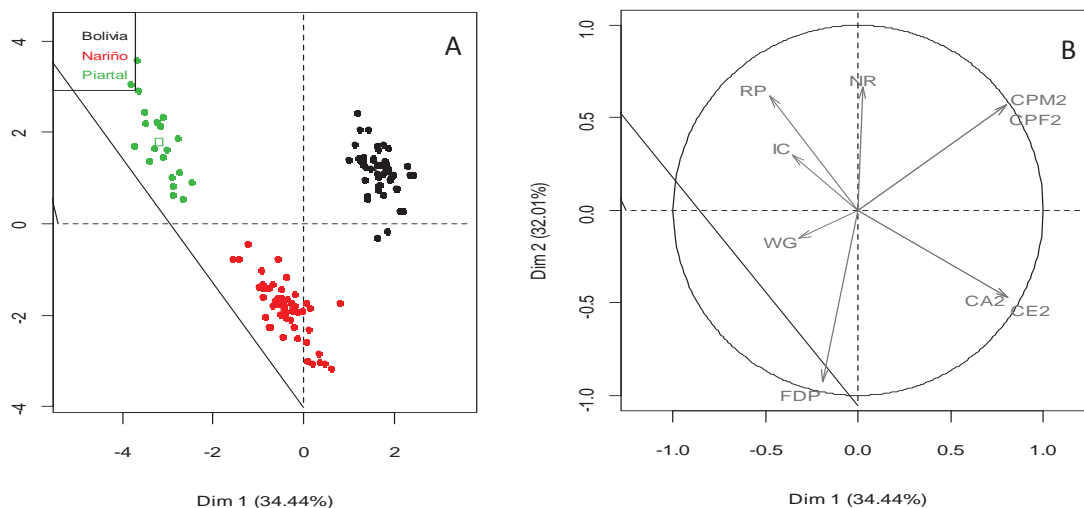 A
Bolivia
Nariño
Piartal
4
2
0
-2
-4
-4
-2
0
2
Dim 1 (34.44%)
B
Dim 2 (32.01%)
1.0
0.5
0.0
-0.5
-1.0
RP
NR
CPM2
CPF2
IC
WG
CA2
CE2
FDP
-1.0
-0.5
0.0
0.5
1.0
Dim 1 (34.44%)